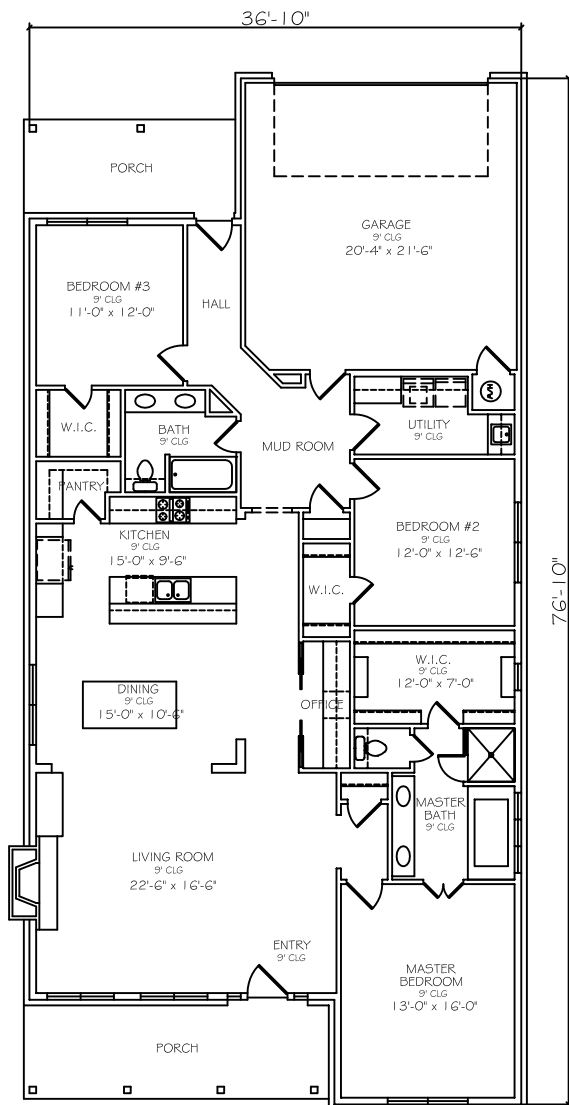 36'-10"
PORCH
GARAGE
9' CLG
20'-4" x 21'-6"
BEDROOM #3
9' CLG
11'-0" x 12'-0"
HALL
W.I.C.
BATH
9' CLG
MUD ROOM
UTILITY
9' CLG
PANTRY
KITCHEN
9' CLG
15'-0" x 9'-6"
BEDROOM #2
9' CLG
12'-0" x 12'-6"
76'-10"
W.I.C.
W.I.C.
9' CLG
12'-0" x 7'-0"
DINING
9' CLG
15'-0" x 10'-6"
OFFICE
MASTER
BATH
9' CLG
LIVING ROOM
9' CLG
22'-6" x 16'-6"
ENTRY
9' CLG
MASTER
BEDROOM
9' CLG
13'-0" x 16'-0"
PORCH